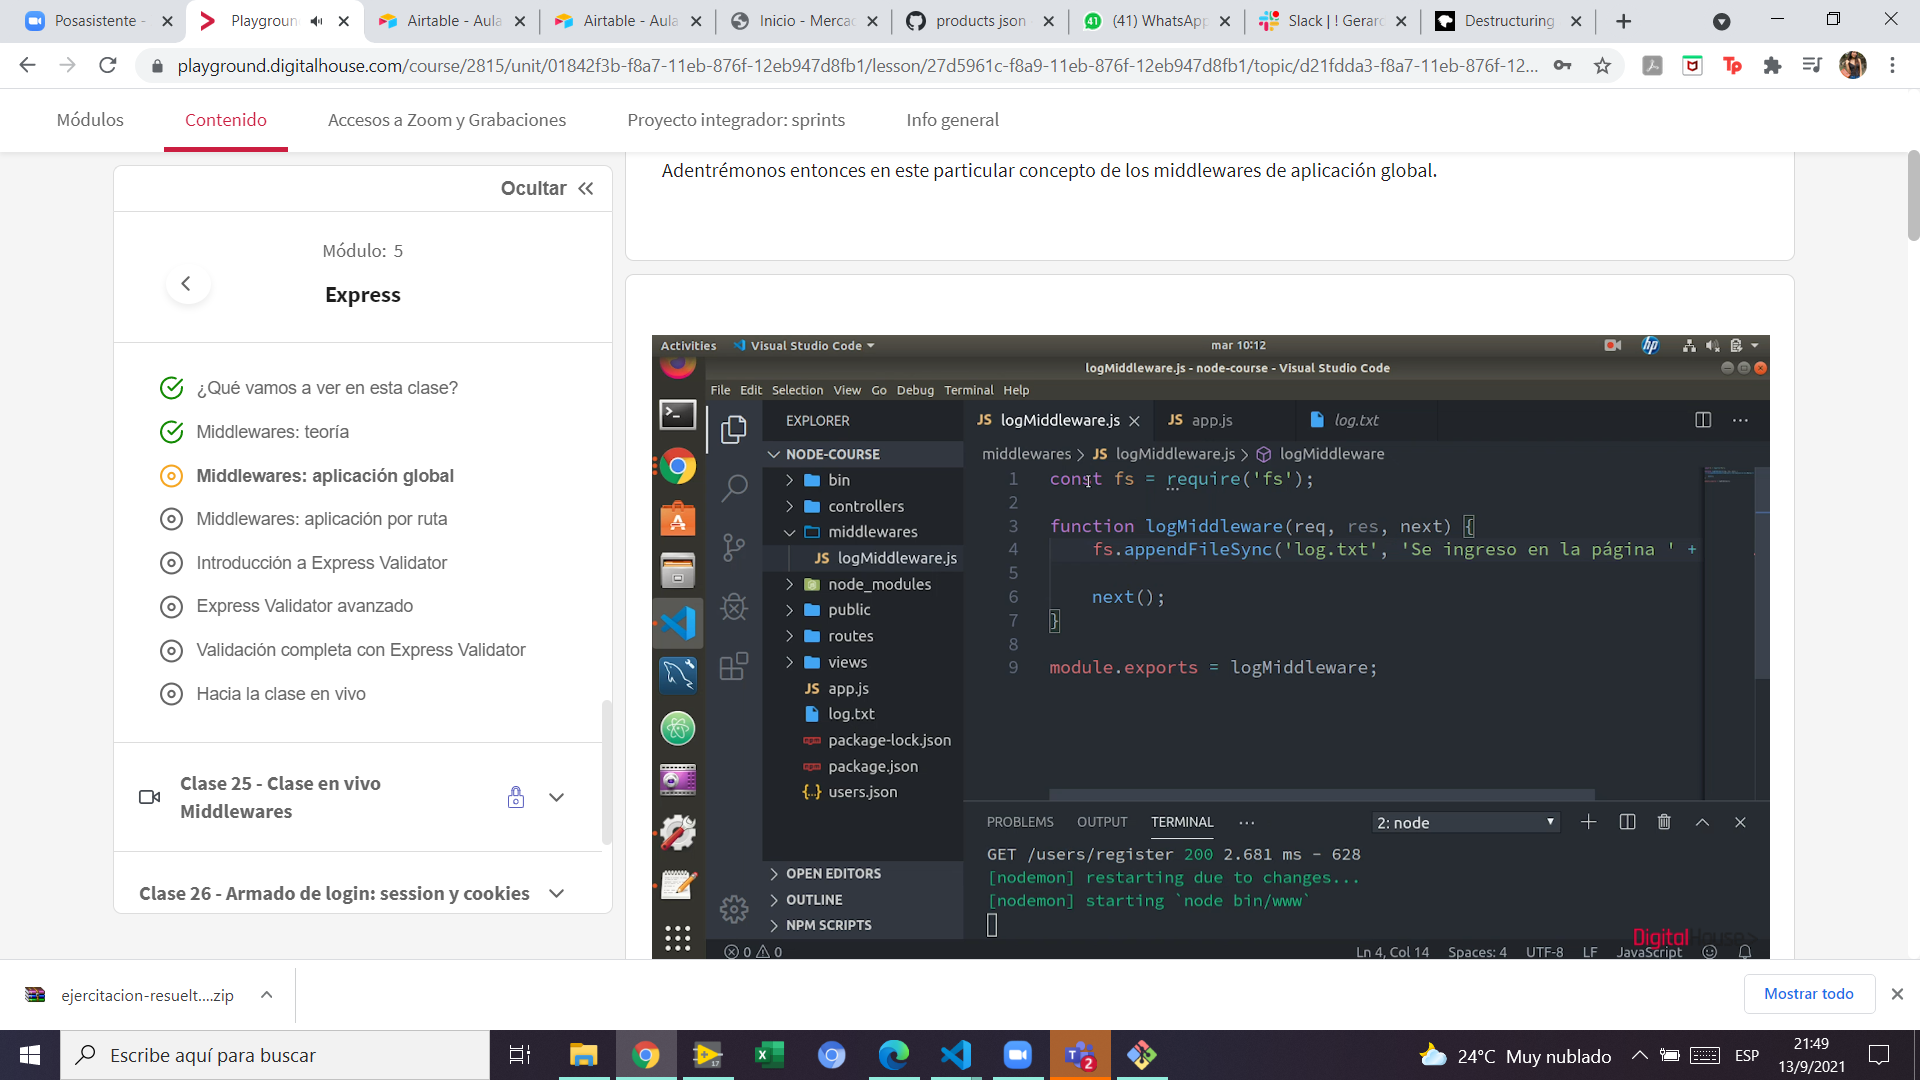 Posasistente -
Playground
Airtable - Aula
Airtable - Aula
Inicio - Merca
products json
(41) WhatsApp
Slack | ! Gerar
Destructuring
playground.digitalhouse.com/course/2815/unit/01842f3b-f8a7-11eb-876f-12eb947d8fb1/lesson/27d5961c-f8a9-11eb-876f-12eb947d8fb1/topic/d21fdda3-f8a7-11eb-876f-12...
Módulos
Contenido
Accesos a Zoom y Grabaciones
Proyecto integrador: sprints
Info general
Ocultar
Módulo: 5
Express
¿Qué vamos a ver en esta clase?
Middlewares: teoría
Middlewares: aplicación global
Middlewares: aplicación por ruta
Introducción a Express Validator
Express Validator avanzado
Validación completa con Express Validator
Hacia la clase en vivo
Clase 25 - Clase en vivo
Middlewares
Clase 26 - Armado de login: session y cookies
Adentrémonos entonces en este particular concepto de los middlewares de aplicación global.
Activities
Visual Studio Code
mar 10:12
logMiddleware.js - node-course - Visual Studio Code
File Edit Selection View Go Debug Terminal Help
EXPLORER
NODE-COURSE
bin
controllers
middlewares
JS logMiddleware.js
node_modules
public
routes
views
JS app.js
log.txt
package-lock.json
package.json
{..} users.json
OPEN EDITORS
OUTLINE
NPM SCRIPTS
JS logMiddleware.js
JS app.js
log.txt
middlewares > JS logMiddleware.js > logMiddleware
1 const fs = require('fs');
2
3 function logMiddleware(req, res, next) {
4 fs.appendFileSync('log.txt', 'Se ingreso en la página ' +
5
6 next();
7 }
8
9 module.exports = logMiddleware;
PROBLEMS OUTPUT TERMINAL ...
2: node
GET /users/register 200 2.681 ms - 628
[nodemon] restarting due to changes...
[nodemon] starting `node bin/www`
DigitalHouse>
0 0
Ln 4, Col 14 Spaces: 4 UTF-8 LF JavaScript
ejercitacion-resuelt....zip
Mostrar todo
Escribe aquí para buscar
24°C Muy nublado
ESP
21:49
13/9/2021